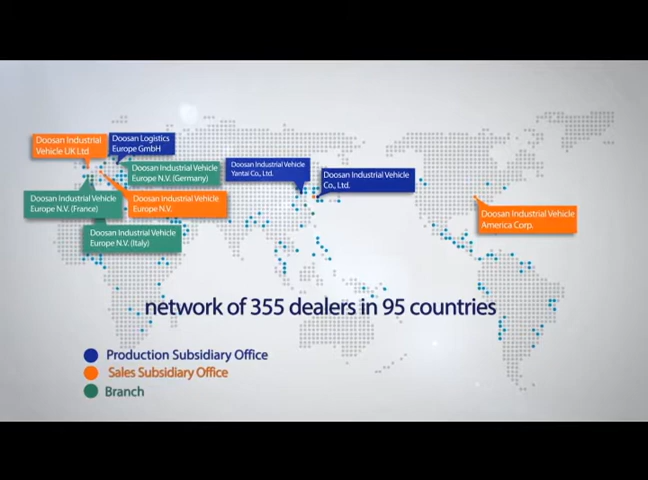 Doosan Industrial
Vehicle UK Ltd
Doosan Logistics
Europe GmbH
Doosan Industrial Vehicle
Europe N.V. (Germany)
Doosan Industrial Vehicle
Yantai Co., Ltd.
Doosan Industrial Vehicle
Co., Ltd.
Doosan Industrial Vehicle
Europe N.V. (France)
Doosan Industrial Vehicle
Europe N.V.
Doosan Industrial Vehicle
America Corp.
Doosan Industrial Vehicle
Europe N.V. (Italy)
network of 355 dealers in 95 countries
Production Subsidiary Office
Sales Subsidiary Office
Branch